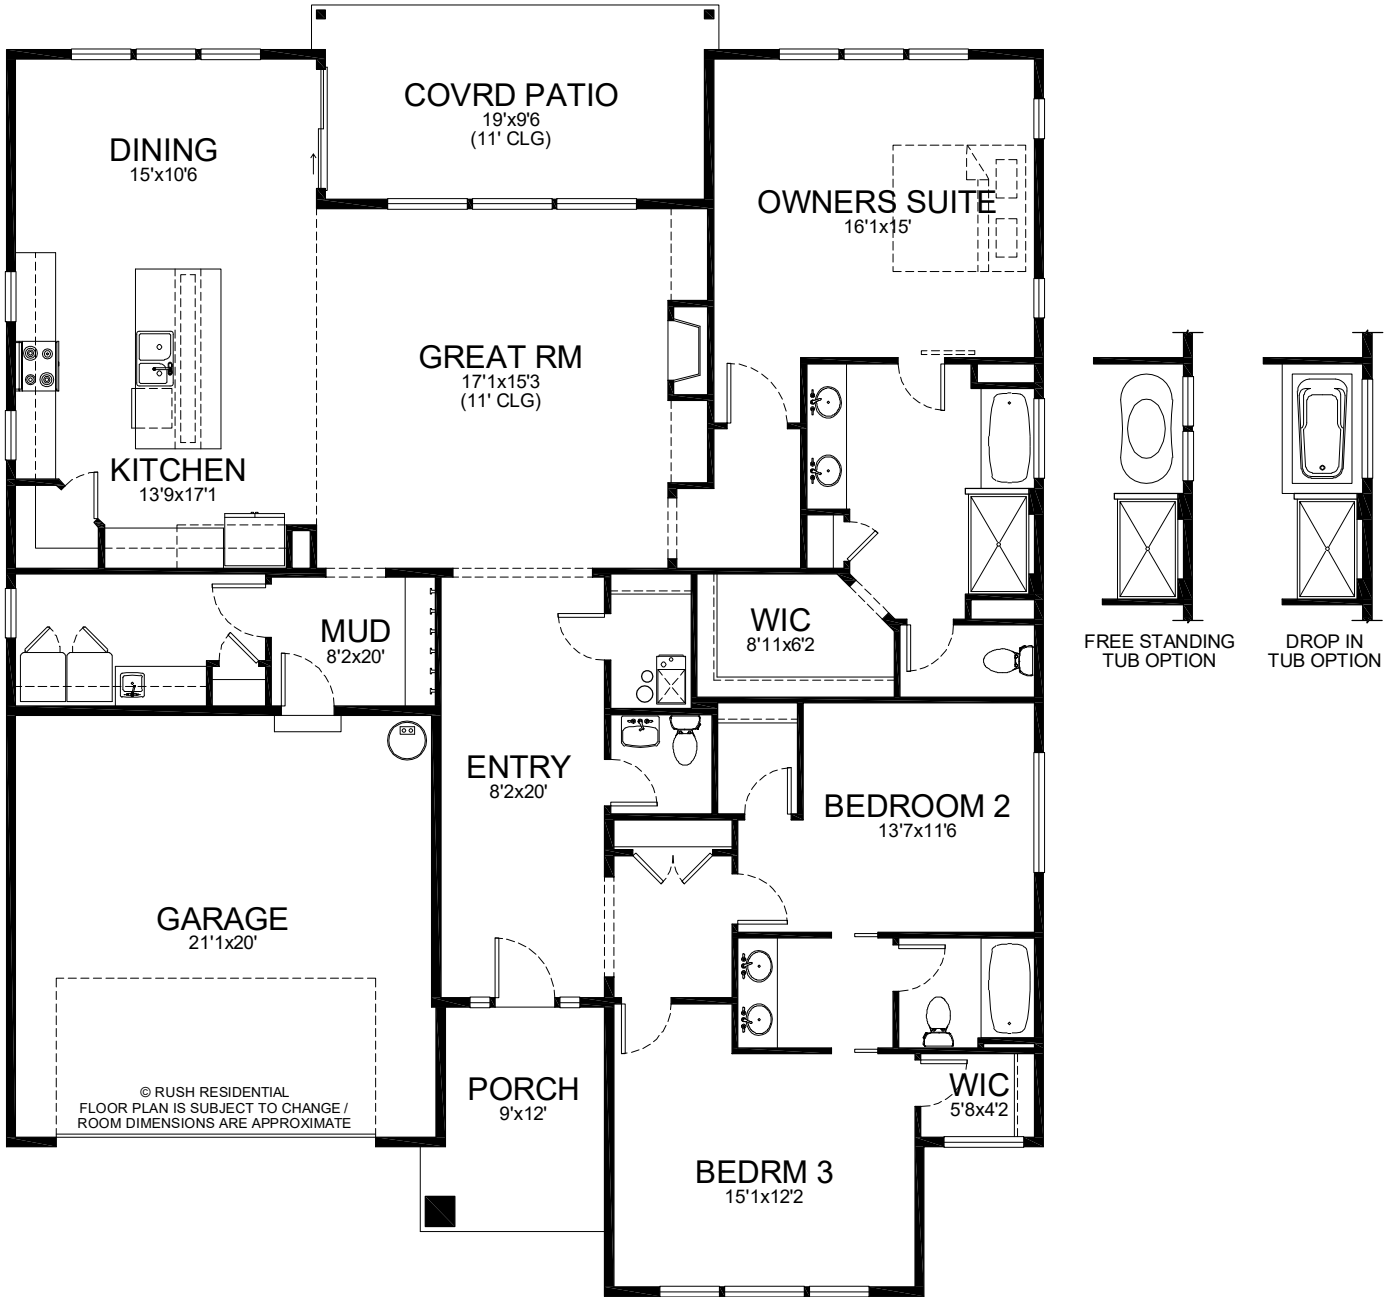 COVRD PATIO
19'x9'6
(11' CLG)
DINING
15'x10'6
OWNERS SUITE
16'1x15'
GREAT RM
17'1x15'3
(11' CLG)
KITCHEN
13'9x17'1
MUD
8'2x20'
WIC
8'11x6'2
FREE STANDING
TUB OPTION
DROP IN
TUB OPTION
ENTRY
8'2x20'
BEDROOM 2
13'7x11'6
GARAGE
21'1x20'
© RUSH RESIDENTIAL
FLOOR PLAN IS SUBJECT TO CHANGE /
ROOM DIMENSIONS ARE APPROXIMATE
PORCH
9'x12'
WIC
5'8x4'2
BEDRM 3
15'1x12'2